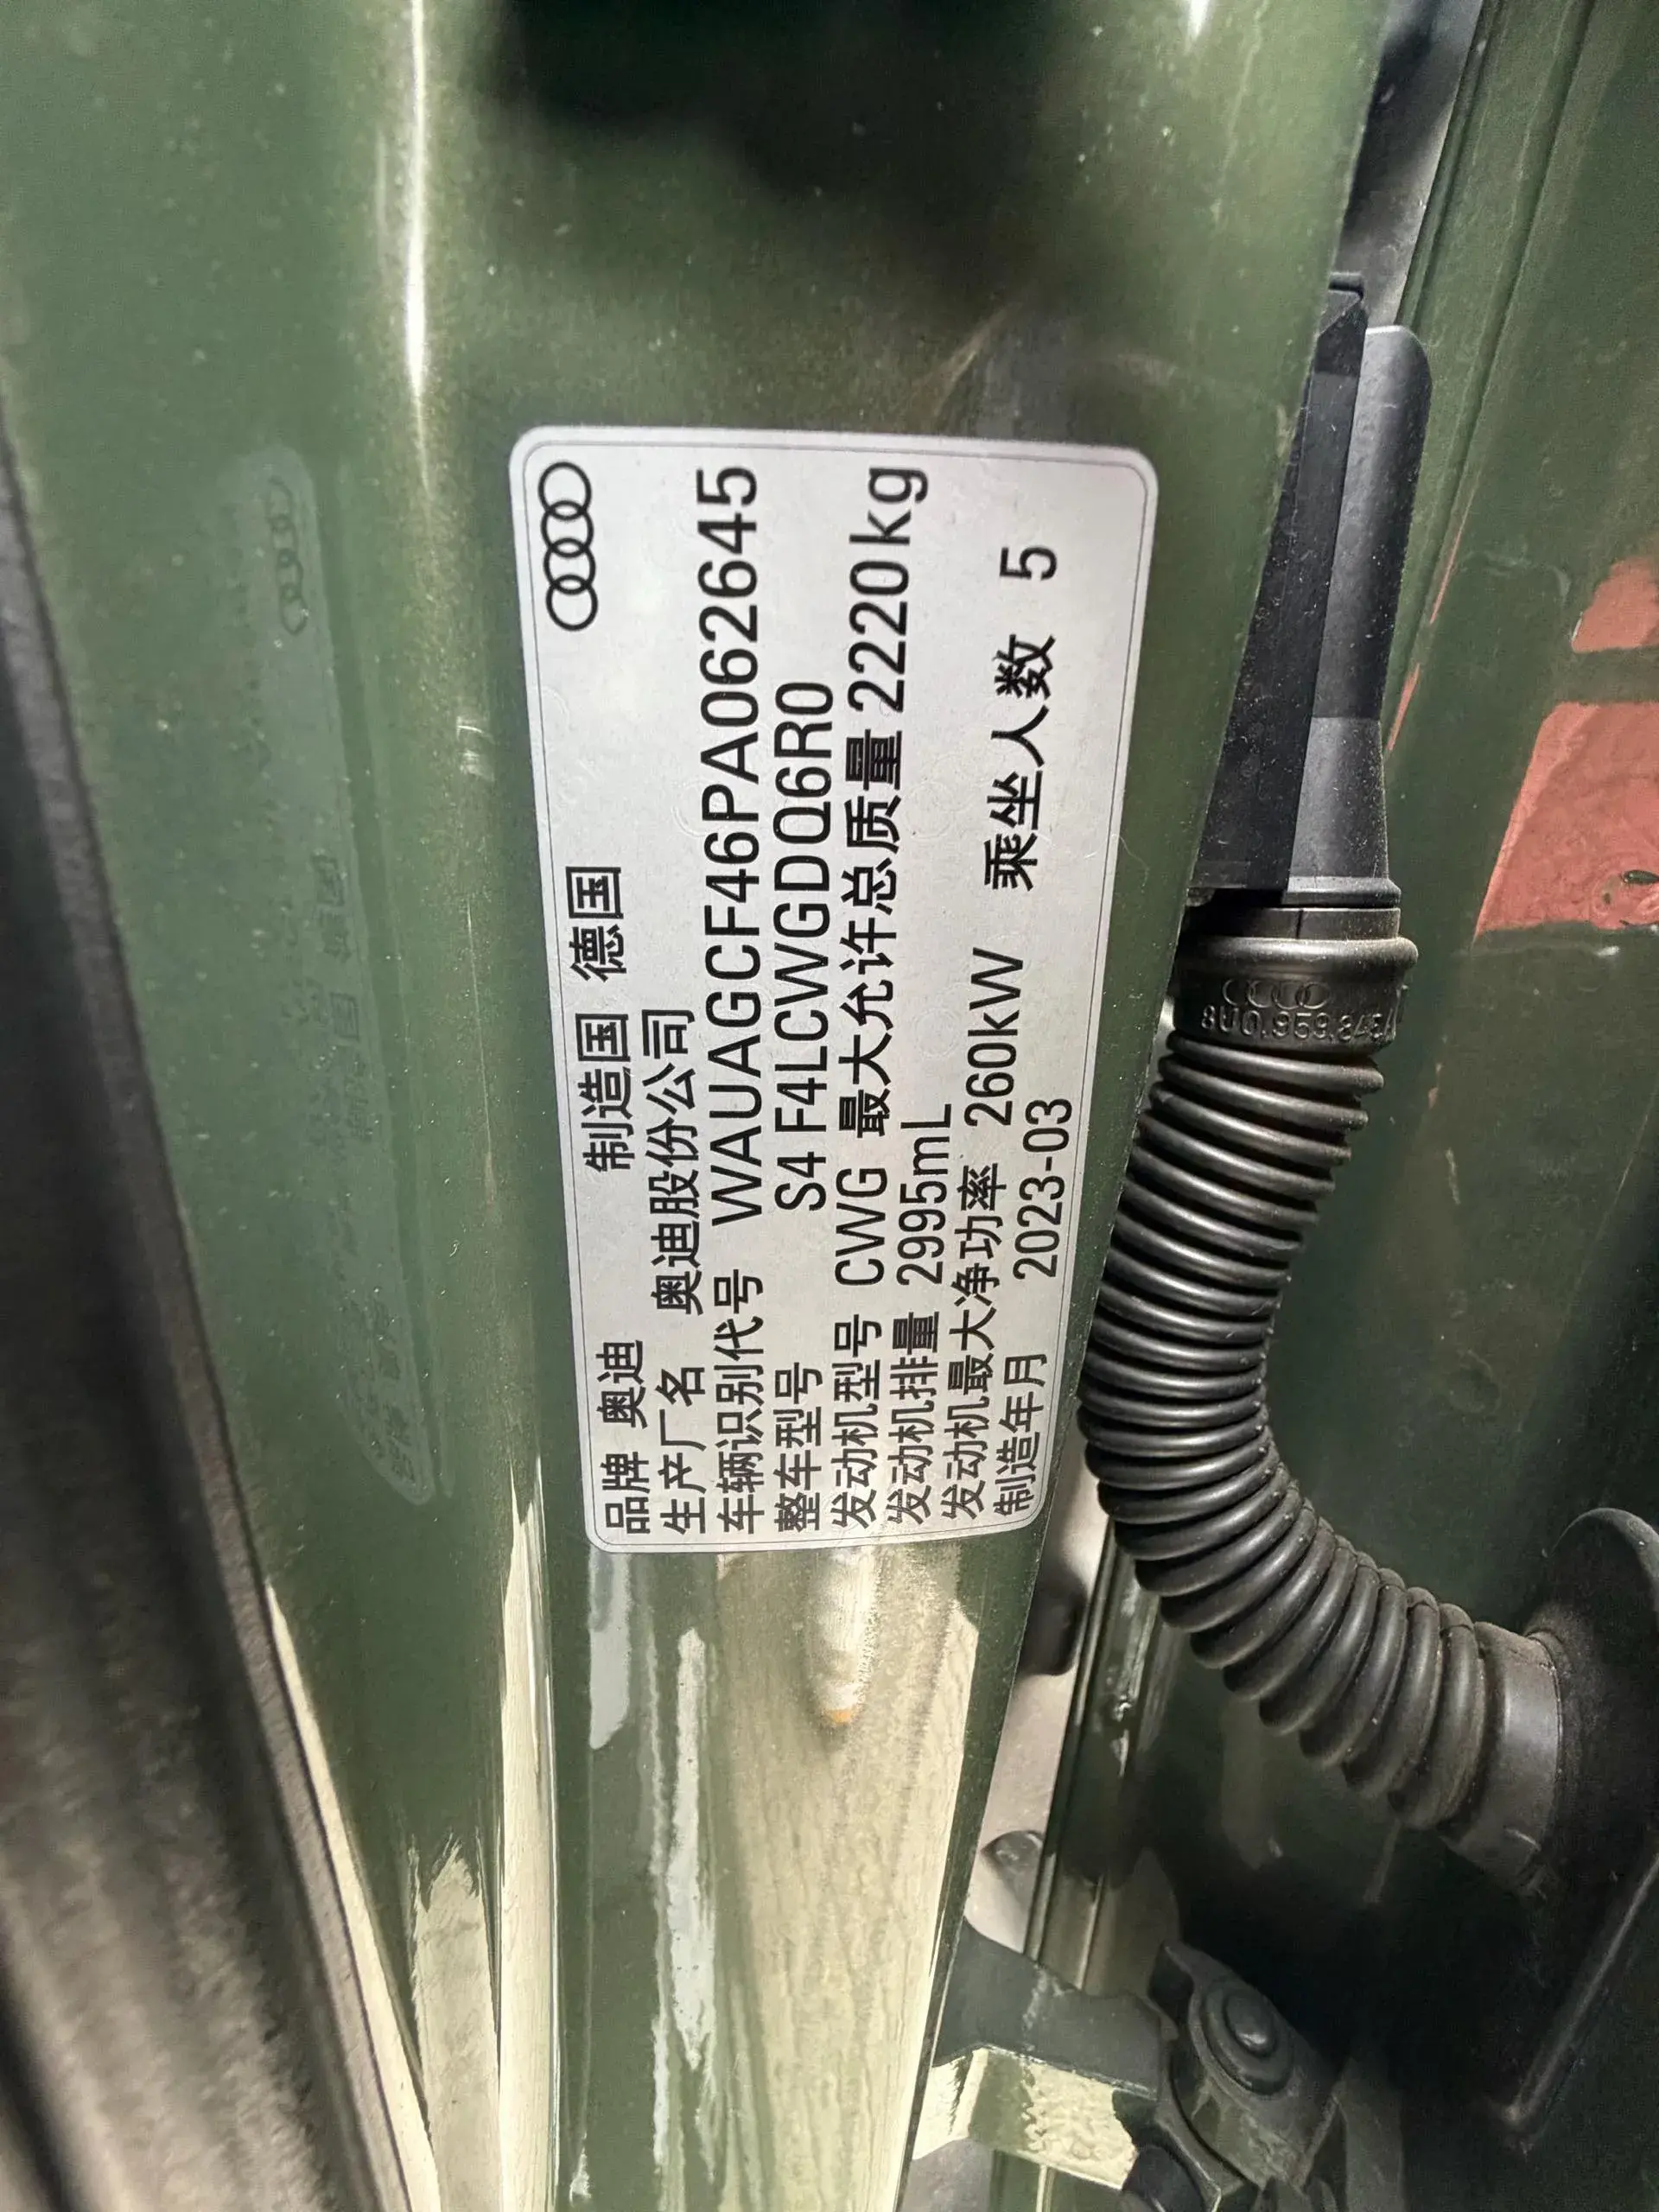 品牌 奥迪 制造国 德国
生产厂名 奥迪股份公司
车辆识别代号 WAUAGCF46PA062645
整车型号 S4 F4LCWGDQ6R0
发动机型号 CWG 最大允许总质量 2220kg
发动机排量 2995mL
发动机最大净功率 260kW 乘坐人数 5
制造年月 2023-03
8U0.959.843